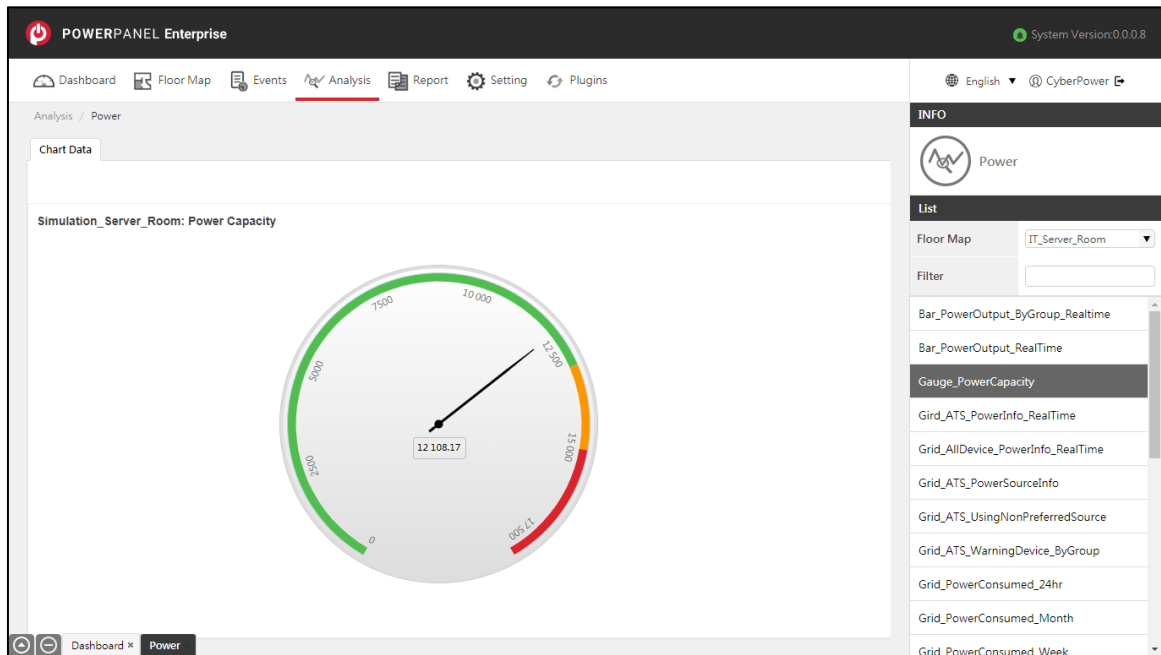 POWERPANEL Enterprise
System Version:0.0.0.8
Dashboard Floor Map Events Analysis Report Setting Plugins
English ▼ CyberPower
Analysis / Power
INFO
Chart Data
Power
Simulation_Server_Room: Power Capacity
List
Floor Map IT_Server_Room
Filter
0
2500
5000
7500
10 000
12 500
15 000
17 500
12 108.17
Bar_PowerOutput_ByGroup_Realtime
Bar_PowerOutput_RealTime
Gauge_PowerCapacity
Gird_ATS_PowerInfo_RealTime
Grid_AllDevice_PowerInfo_RealTime
Grid_ATS_PowerSourceInfo
Grid_ATS_UsingNonPreferredSource
Grid_ATS_WarningDevice_ByGroup
Grid_PowerConsumed_24hr
Grid_PowerConsumed_Month
Grid_PowerConsumed_Week
Dashboard × Power